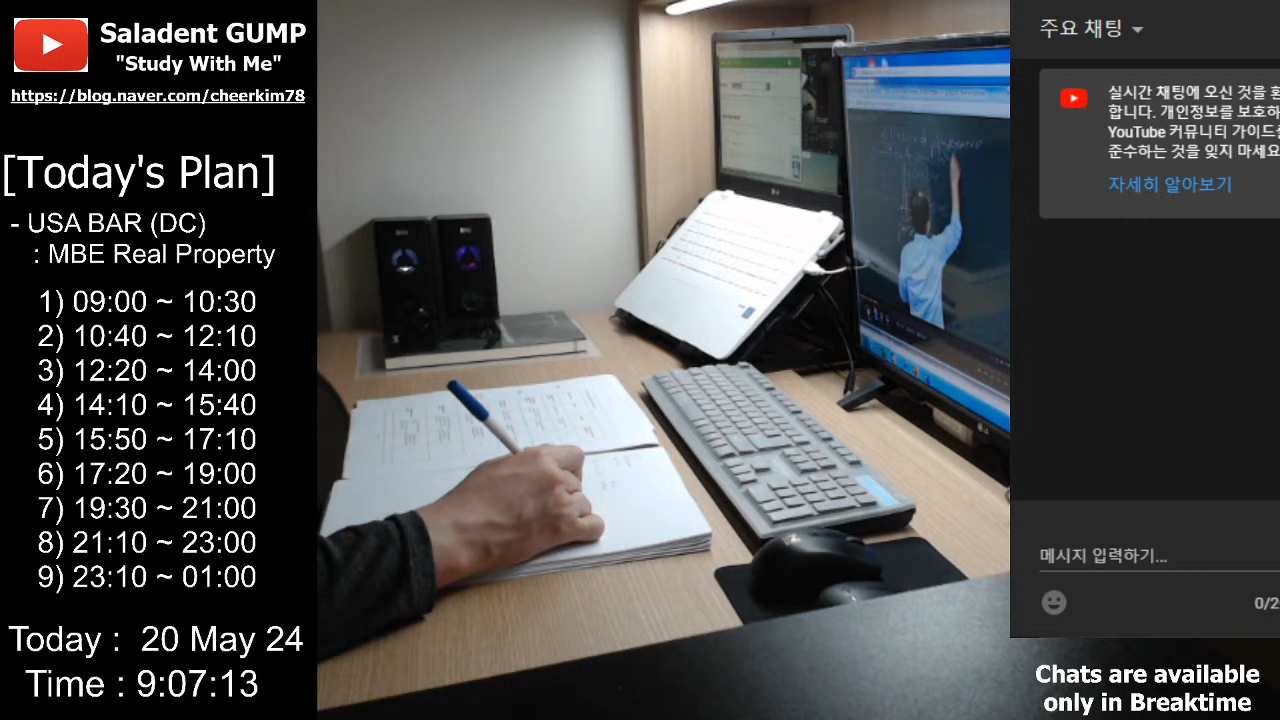 Saladent GUMP
"Study With Me"
https://blog.naver.com/cheerkim78
[Today's Plan]
- USA BAR (DC)
: MBE Real Property
1) 09:00 ~ 10:30
2) 10:40 ~ 12:10
3) 12:20 ~ 14:00
4) 14:10 ~ 15:40
5) 15:50 ~ 17:10
6) 17:20 ~ 19:00
7) 19:30 ~ 21:00
8) 21:10 ~ 23:00
9) 23:10 ~ 01:00
Today : 20 May 24
Time : 9:07:13
주요 채팅
실시간 채팅에 오신 것을 환
합니다. 개인정보를 보호하
YouTube 커뮤니티 가이드
준수하는 것을 잊지 마세요
자세히 알아보기
메시지 입력하기...
0/2
Chats are available
only in Breaktime